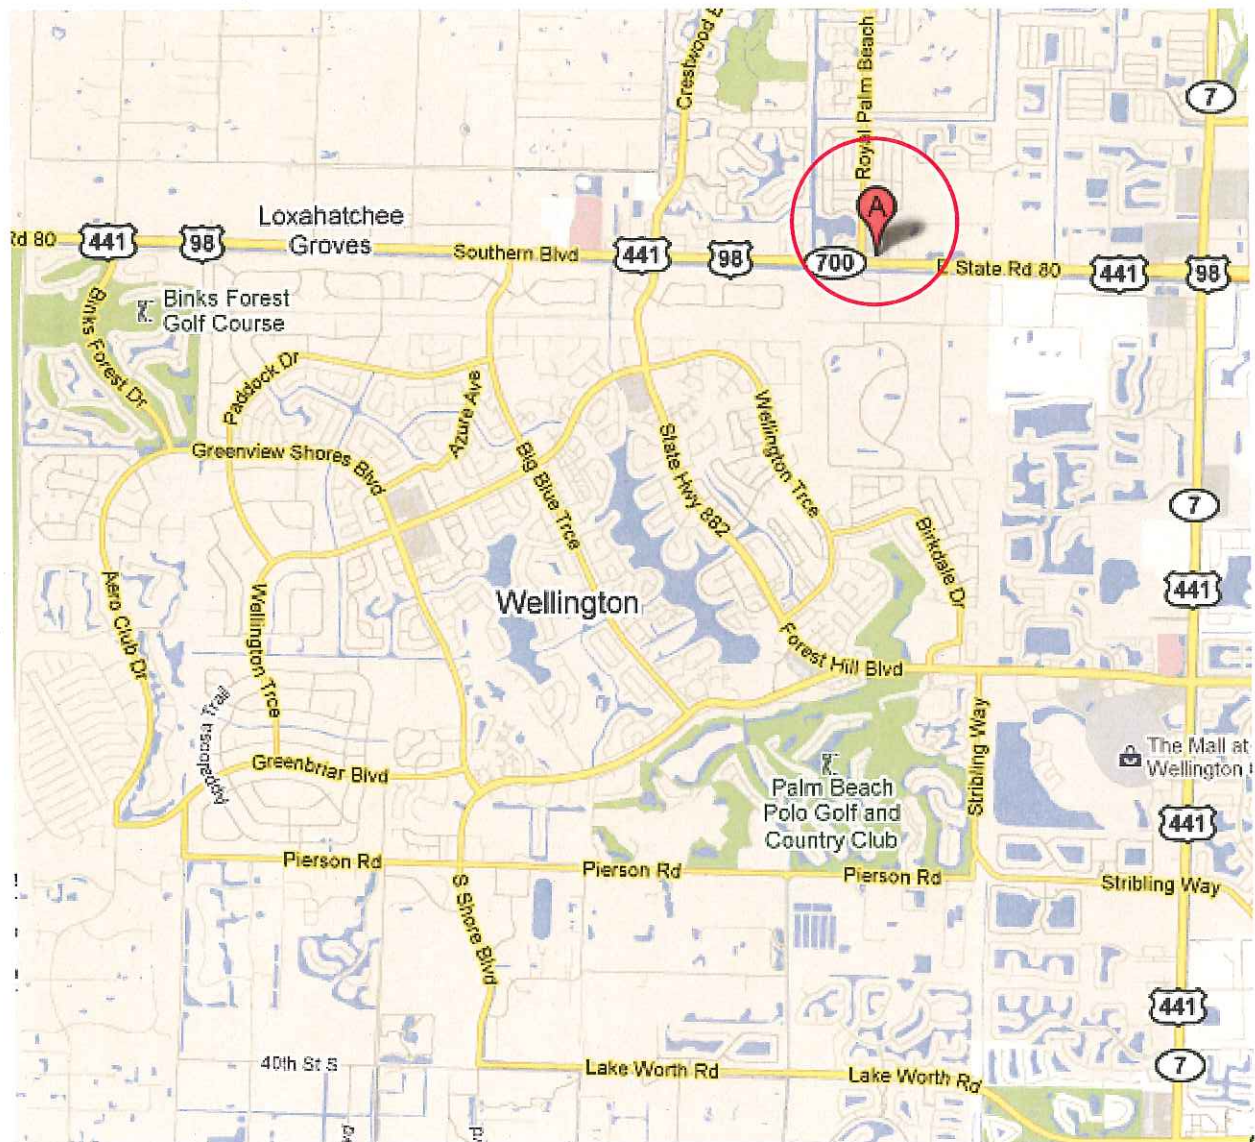 Crestwood B
Royal Palm Beach
7
A
Loxahatchee
Groves
Rd 80
441
98
Southern Blvd
441
98
700
E State Rd 80
441
98
Binks Forest
Golf Course
Binks Forest Dr
Paddock Dr
Azure Ave
Wellington Trce
Greenview Shores Blvd
Big Blue Trce
State Hwy 882
7
Birkdale Dr
441
Aero Club Dr
Wellington Trce
Wellington
Forest Hill Blvd
Appaloosa Trail
Stribling Way
Greenbriar Blvd
The Mall at
Wellington
Palm Beach
Polo Golf and
Country Club
441
Pierson Rd
Pierson Rd
Pierson Rd
Stribling Way
S Shore Blvd
441
40th St S
Lake Worth Rd
Lake Worth Rd
7